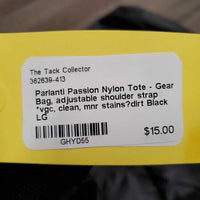 The Tack Collector
362639-413
Parlanti Passion Nylon Tote - Gear
Bag, adjustable shoulder strap
*vgc, clean, mnr stains?dirt Black
LG
$15.00
GHYD55